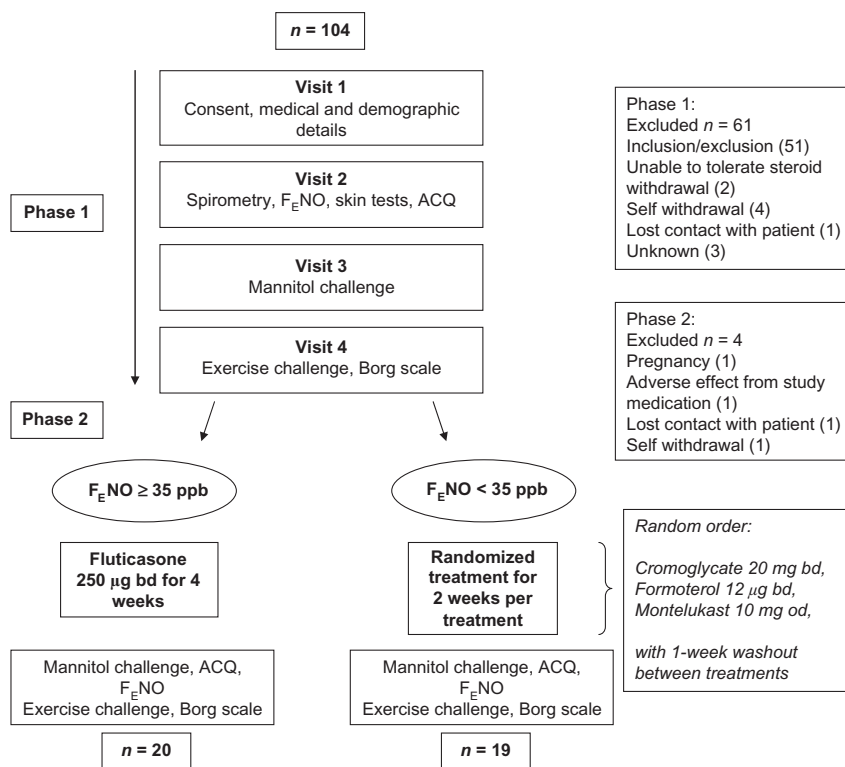 n = 104
Visit 1
Consent, medical and demographic
details
Visit 2
Spirometry, FENO, skin tests, ACQ
Phase 1
Visit 3
Mannitol challenge
Visit 4
Exercise challenge, Borg scale
Phase 1:
Excluded n = 61
Inclusion/exclusion (51)
Unable to tolerate steroid
withdrawal (2)
Self withdrawal (4)
Lost contact with patient (1)
Unknown (3)
Phase 2
Phase 2:
Excluded n = 4
Pregnancy (1)
Adverse effect from study
medication (1)
Lost contact with patient (1)
Self withdrawal (1)
FENO ≥ 35 ppb
FENO < 35 ppb
Fluticasone
250 μg bd for 4
weeks
Randomized
treatment for
2 weeks per
treatment
Random order:
Cromoglycate 20 mg bd,
Formoterol 12 μg bd,
Montelukast 10 mg od,
with 1-week washout
between treatments
Mannitol challenge, ACQ,
FENO
Exercise challenge, Borg scale
Mannitol challenge, ACQ,
FENO
Exercise challenge, Borg scale
n = 20
n = 19